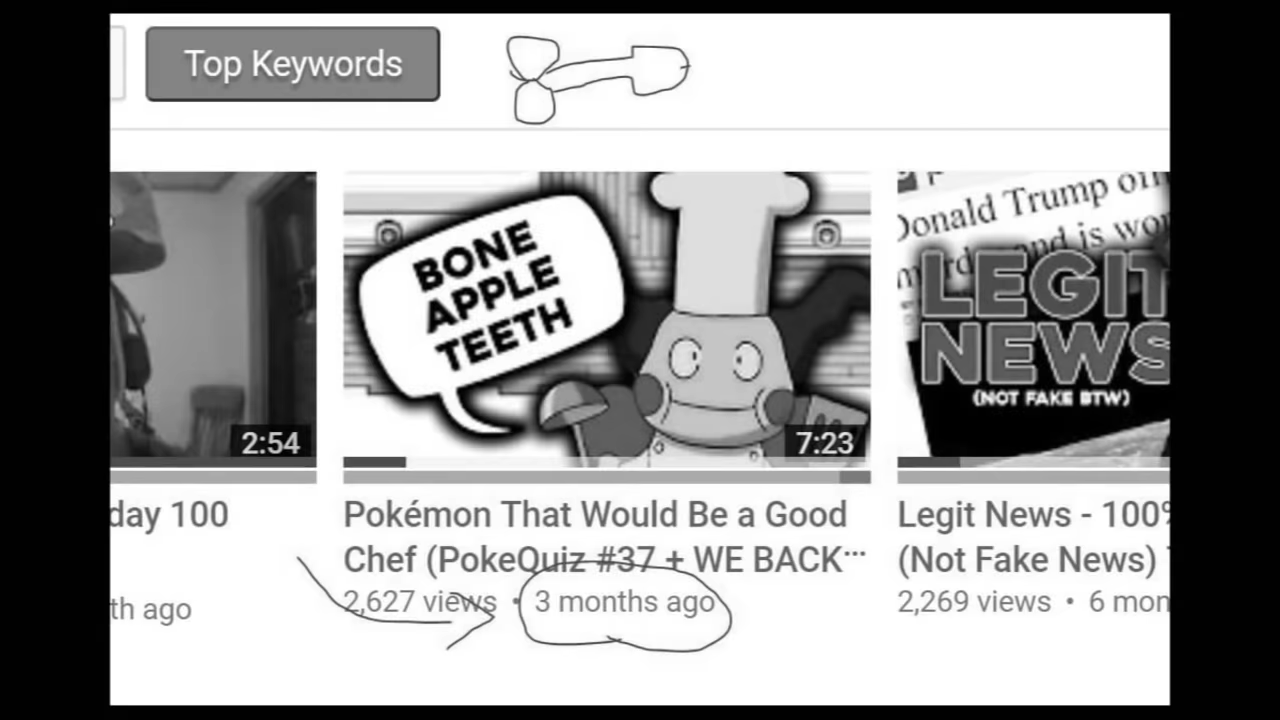 Top Keywords
BONE
APPLE
TEETH
Donald Trump
and is
LEGIT
NEWS
(NOT FAKE BTW)
2:54
7:23
day 100
th ago
Pokémon That Would Be a Good
Chef (PokeQuiz #37 + WE BACK...
2,627 views • 3 months ago
Legit News - 100%
(Not Fake News)
2,269 views • 6 mon